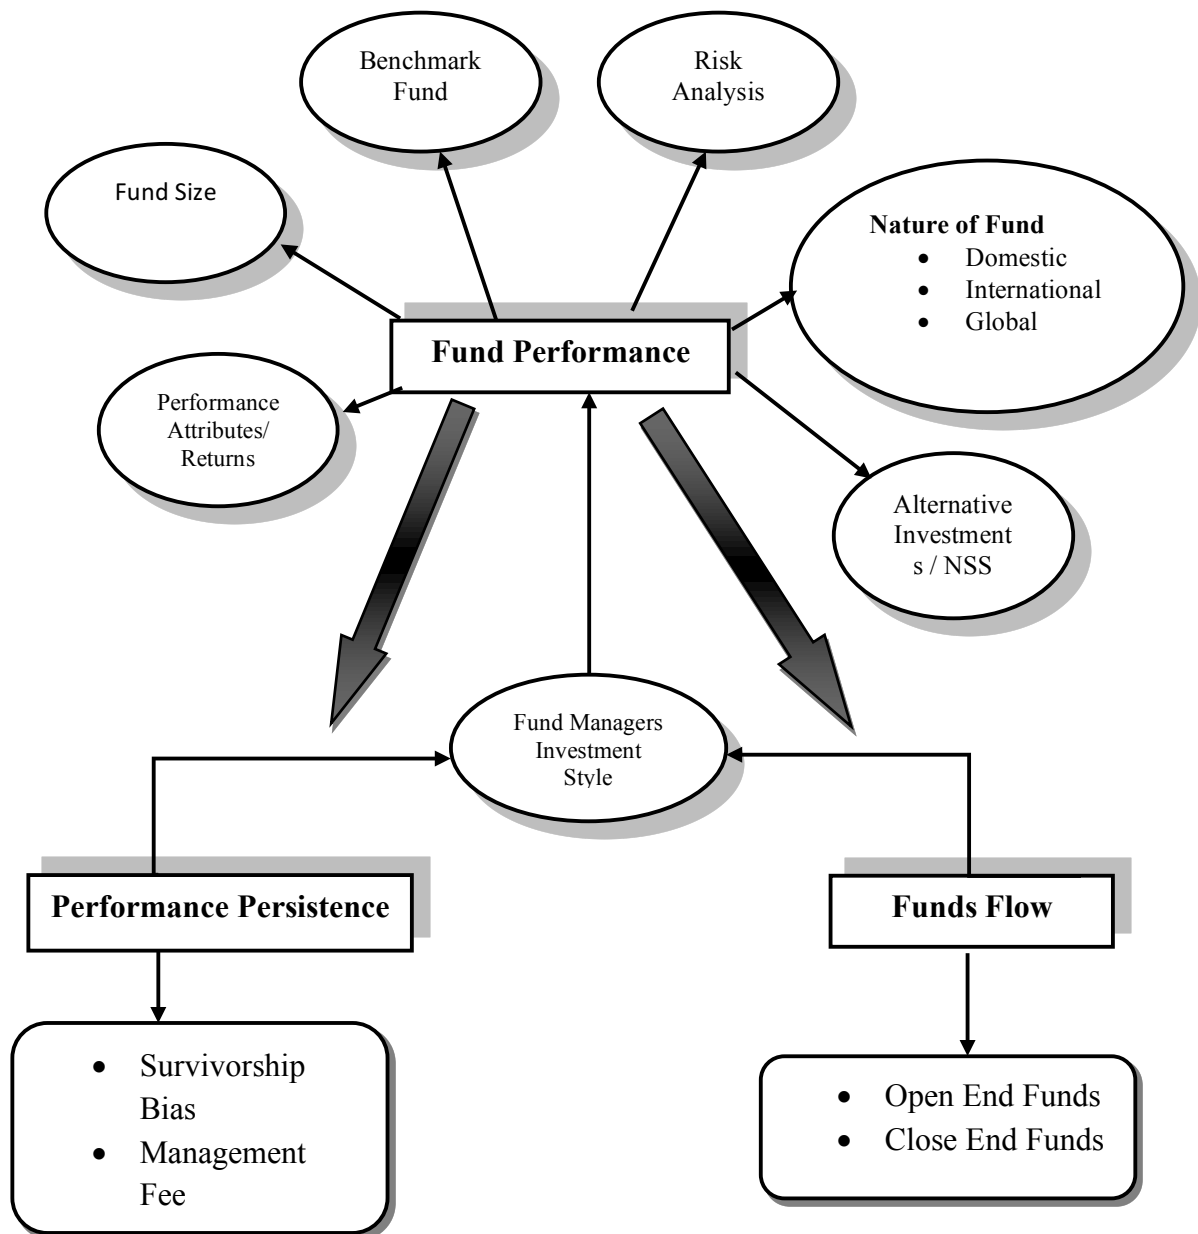 Benchmark
Fund
Risk
Analysis
Fund Size
Nature of Fund
• Domestic
• International
• Global
Fund Performance
Performance
Attributes/
Returns
Alternative
Investment
s / NSS
Fund Managers
Investment
Style
Performance Persistence
Funds Flow
• Survivorship
Bias
• Management
Fee
• Open End Funds
• Close End Funds